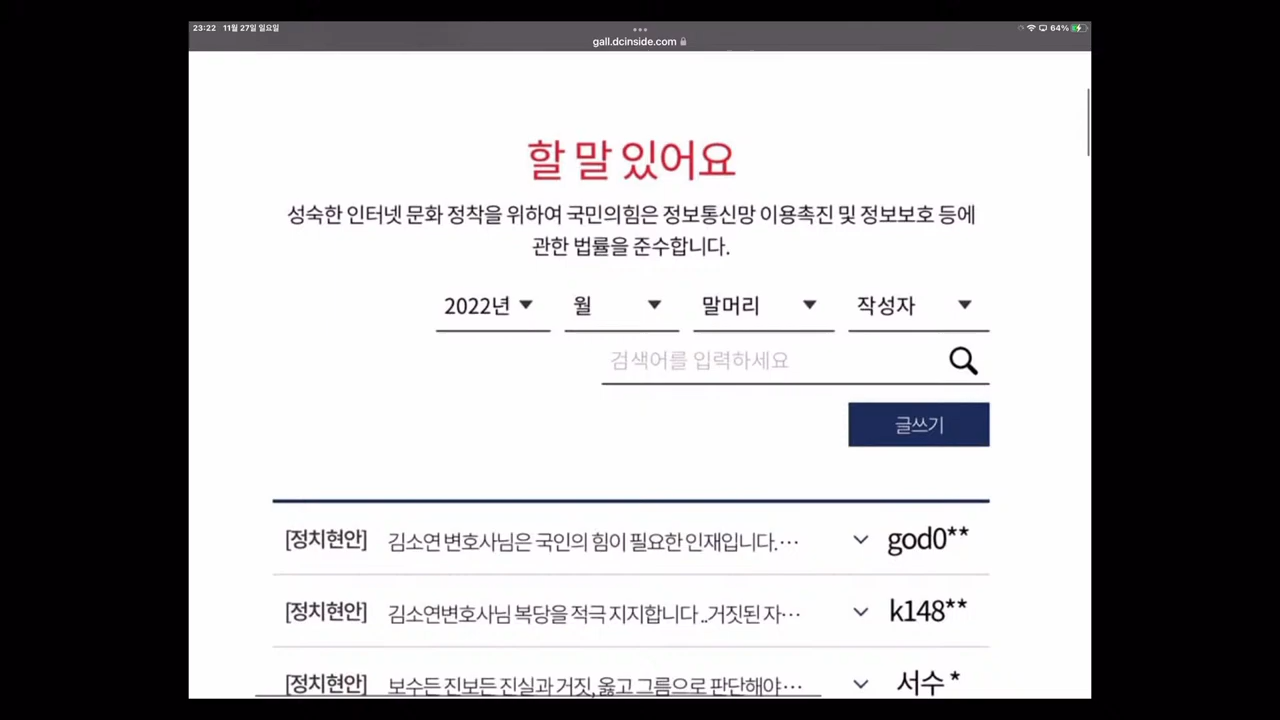 23:22 11월 27일 일요일
64%
gall.dcinside.com
할 말 있어요
성숙한 인터넷 문화 정착을 위하여 국민의힘은 정보통신망 이용촉진 및 정보보호 등에
관한 법률을 준수합니다.
2022년 월 말머리 작성자
검색어를 입력하세요
글쓰기
[정치현안] 김소연 변호사님은 국인의 힘이 필요한 인재입니다.··· god0**
[정치현안] 김소연변호사님 복당을 적극 지지합니다 ..거짓된 자··· k148**
[정치현안] 보수든 진보든 진실과 거짓, 옳고 그름으로 판단해야··· 서수 *